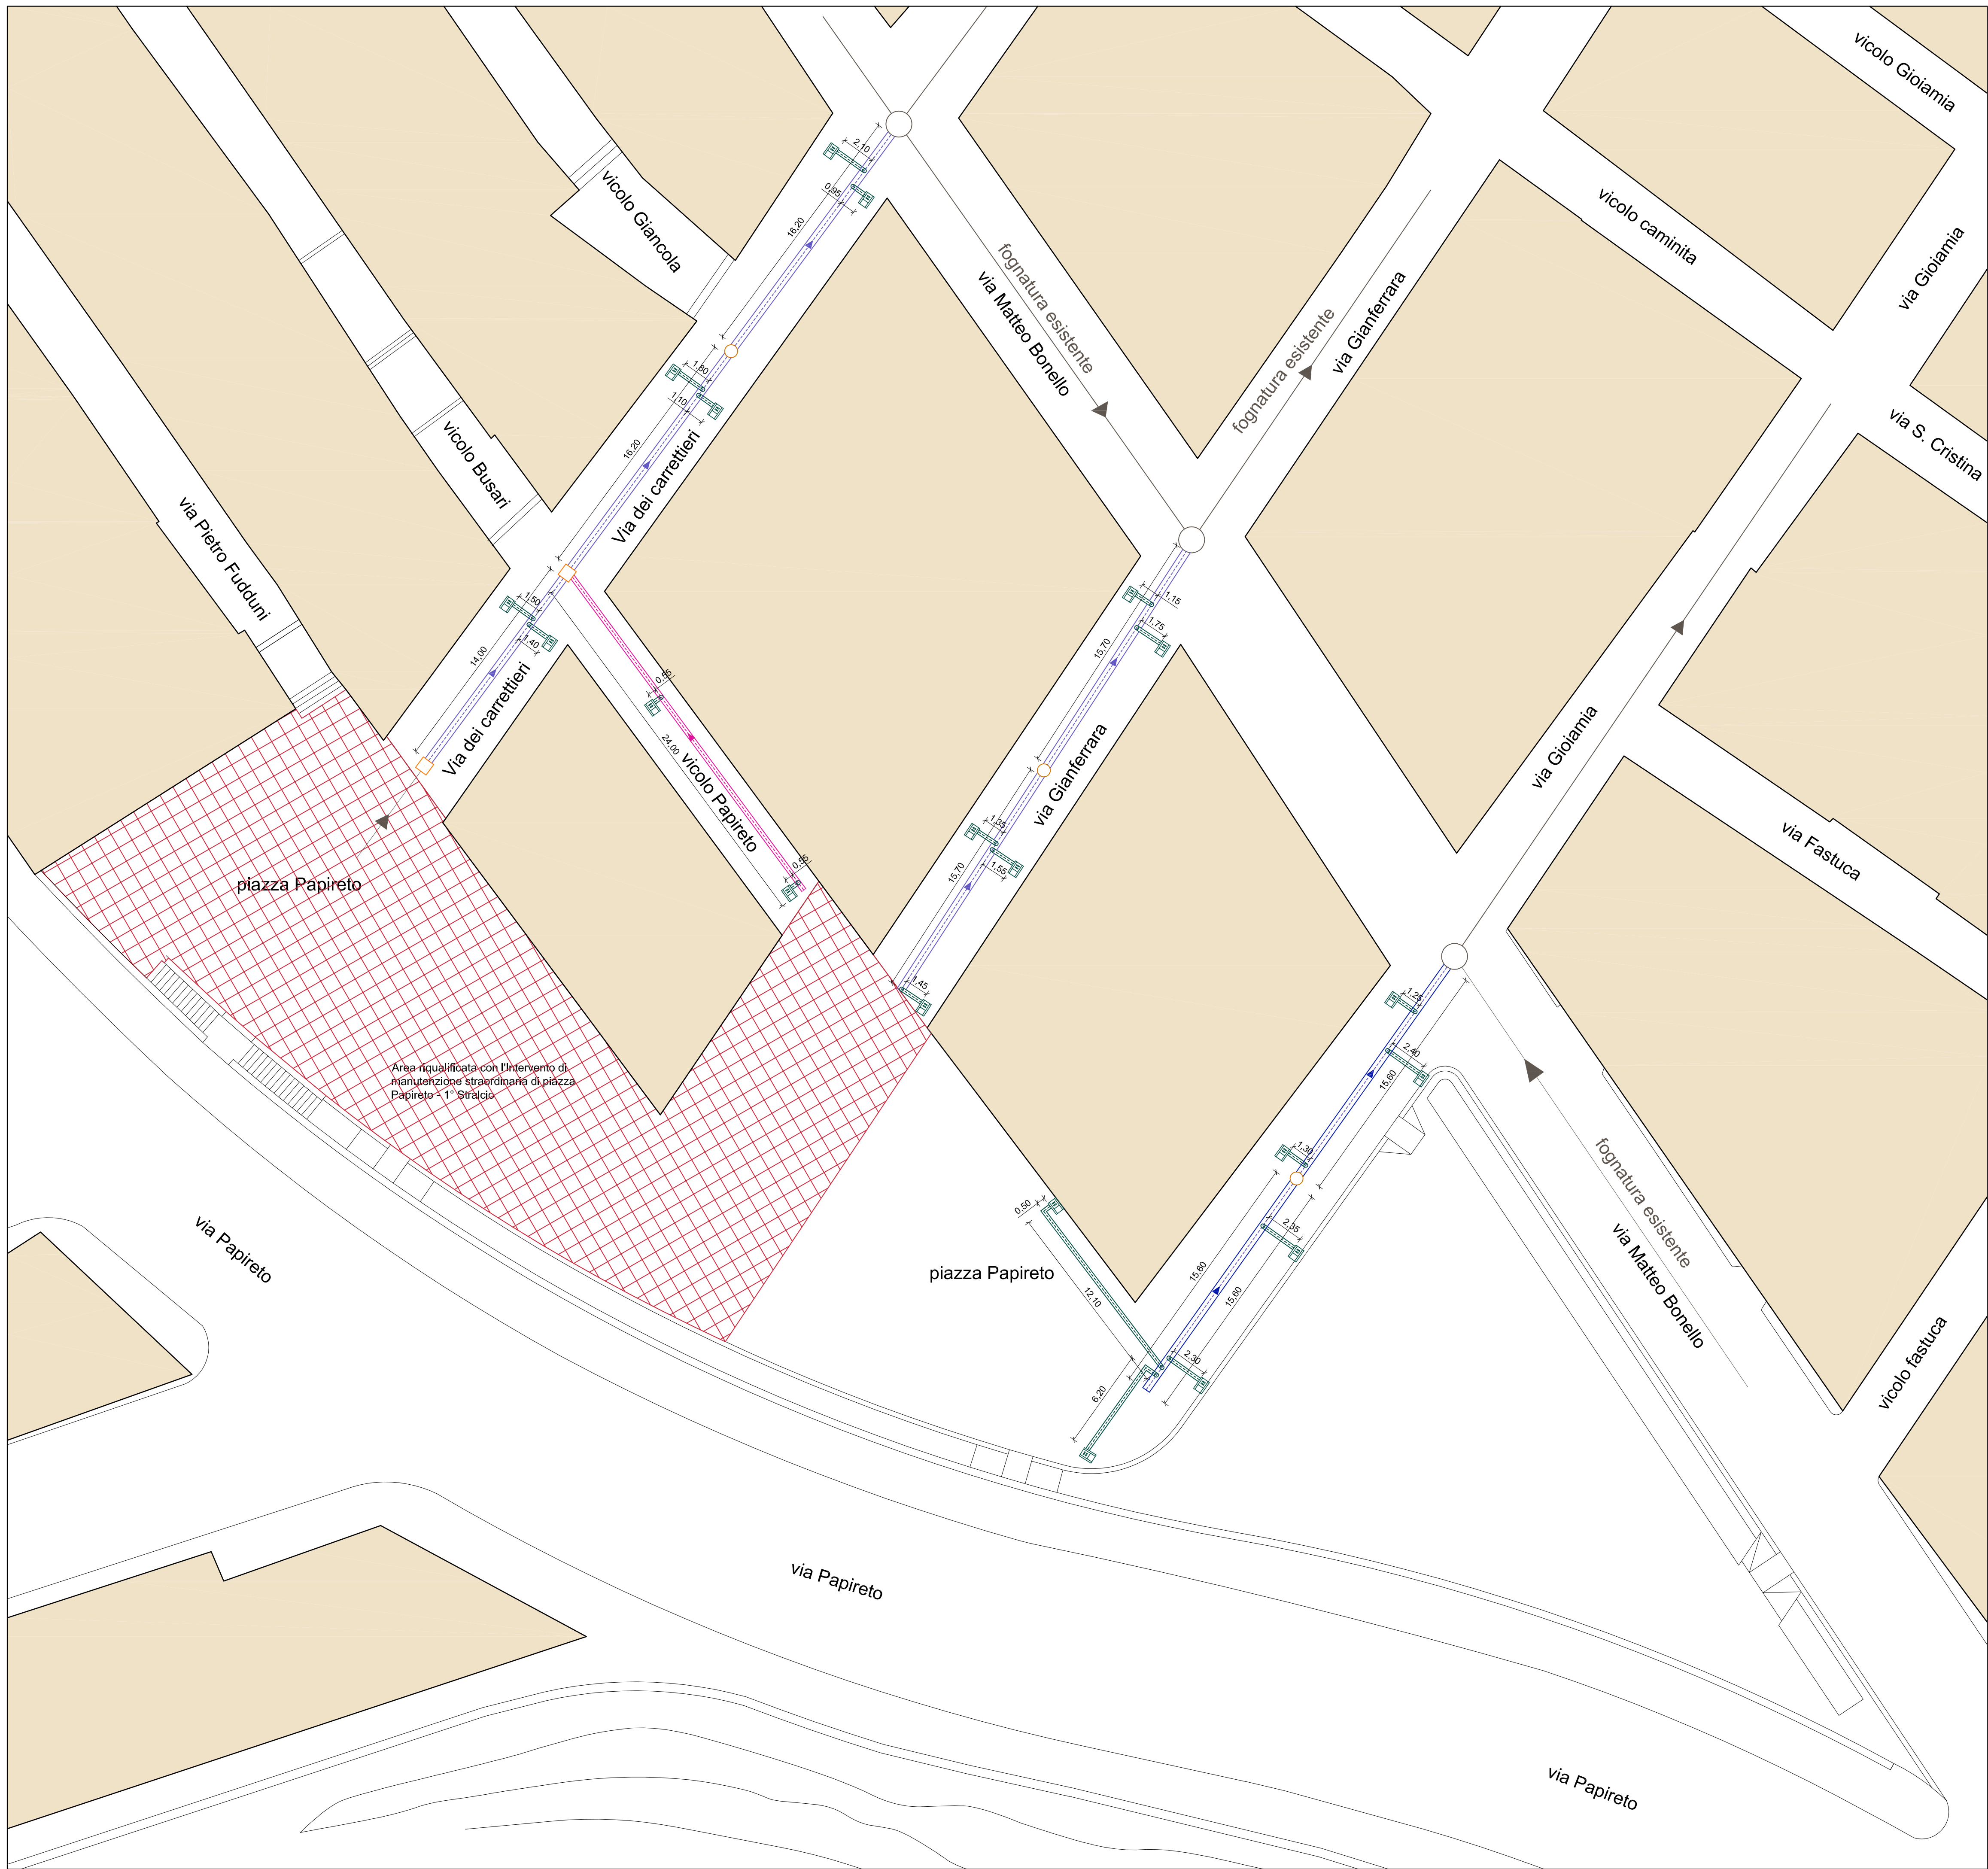 vicolo Gioiamia
2,10
0,95
vicolo Giancola
16,20
vicolo caminita
via Gioiamia
fognatura esistente
via Matteo Bonello
fognatura esistente
via Gianferrara
1,80
1,10
16,20
Via dei carrettieri
vicolo Busari
via S. Cristina
via Pietro Fudduni
1,50
1,40
14,00
Via dei carrettieri
1,15
1,75
15,70
0,55
24,00
vicolo Papireto
via Gianferrara
via Gioiamia
1,35
1,55
15,70
0,55
via Fastuca
piazza Papireto
1,45
1,25
2,40
15,60
Area riqualificata con l'Intervento di
manutenzione straordinaria di piazza
Papireto - 1° Stralcio
1,30
2,35
15,60
15,60
0,50
12,10
piazza Papireto
2,30
6,20
fognatura esistente
via Matteo Bonello
vicolo fastuca
via Papireto
via Papireto
via Papireto